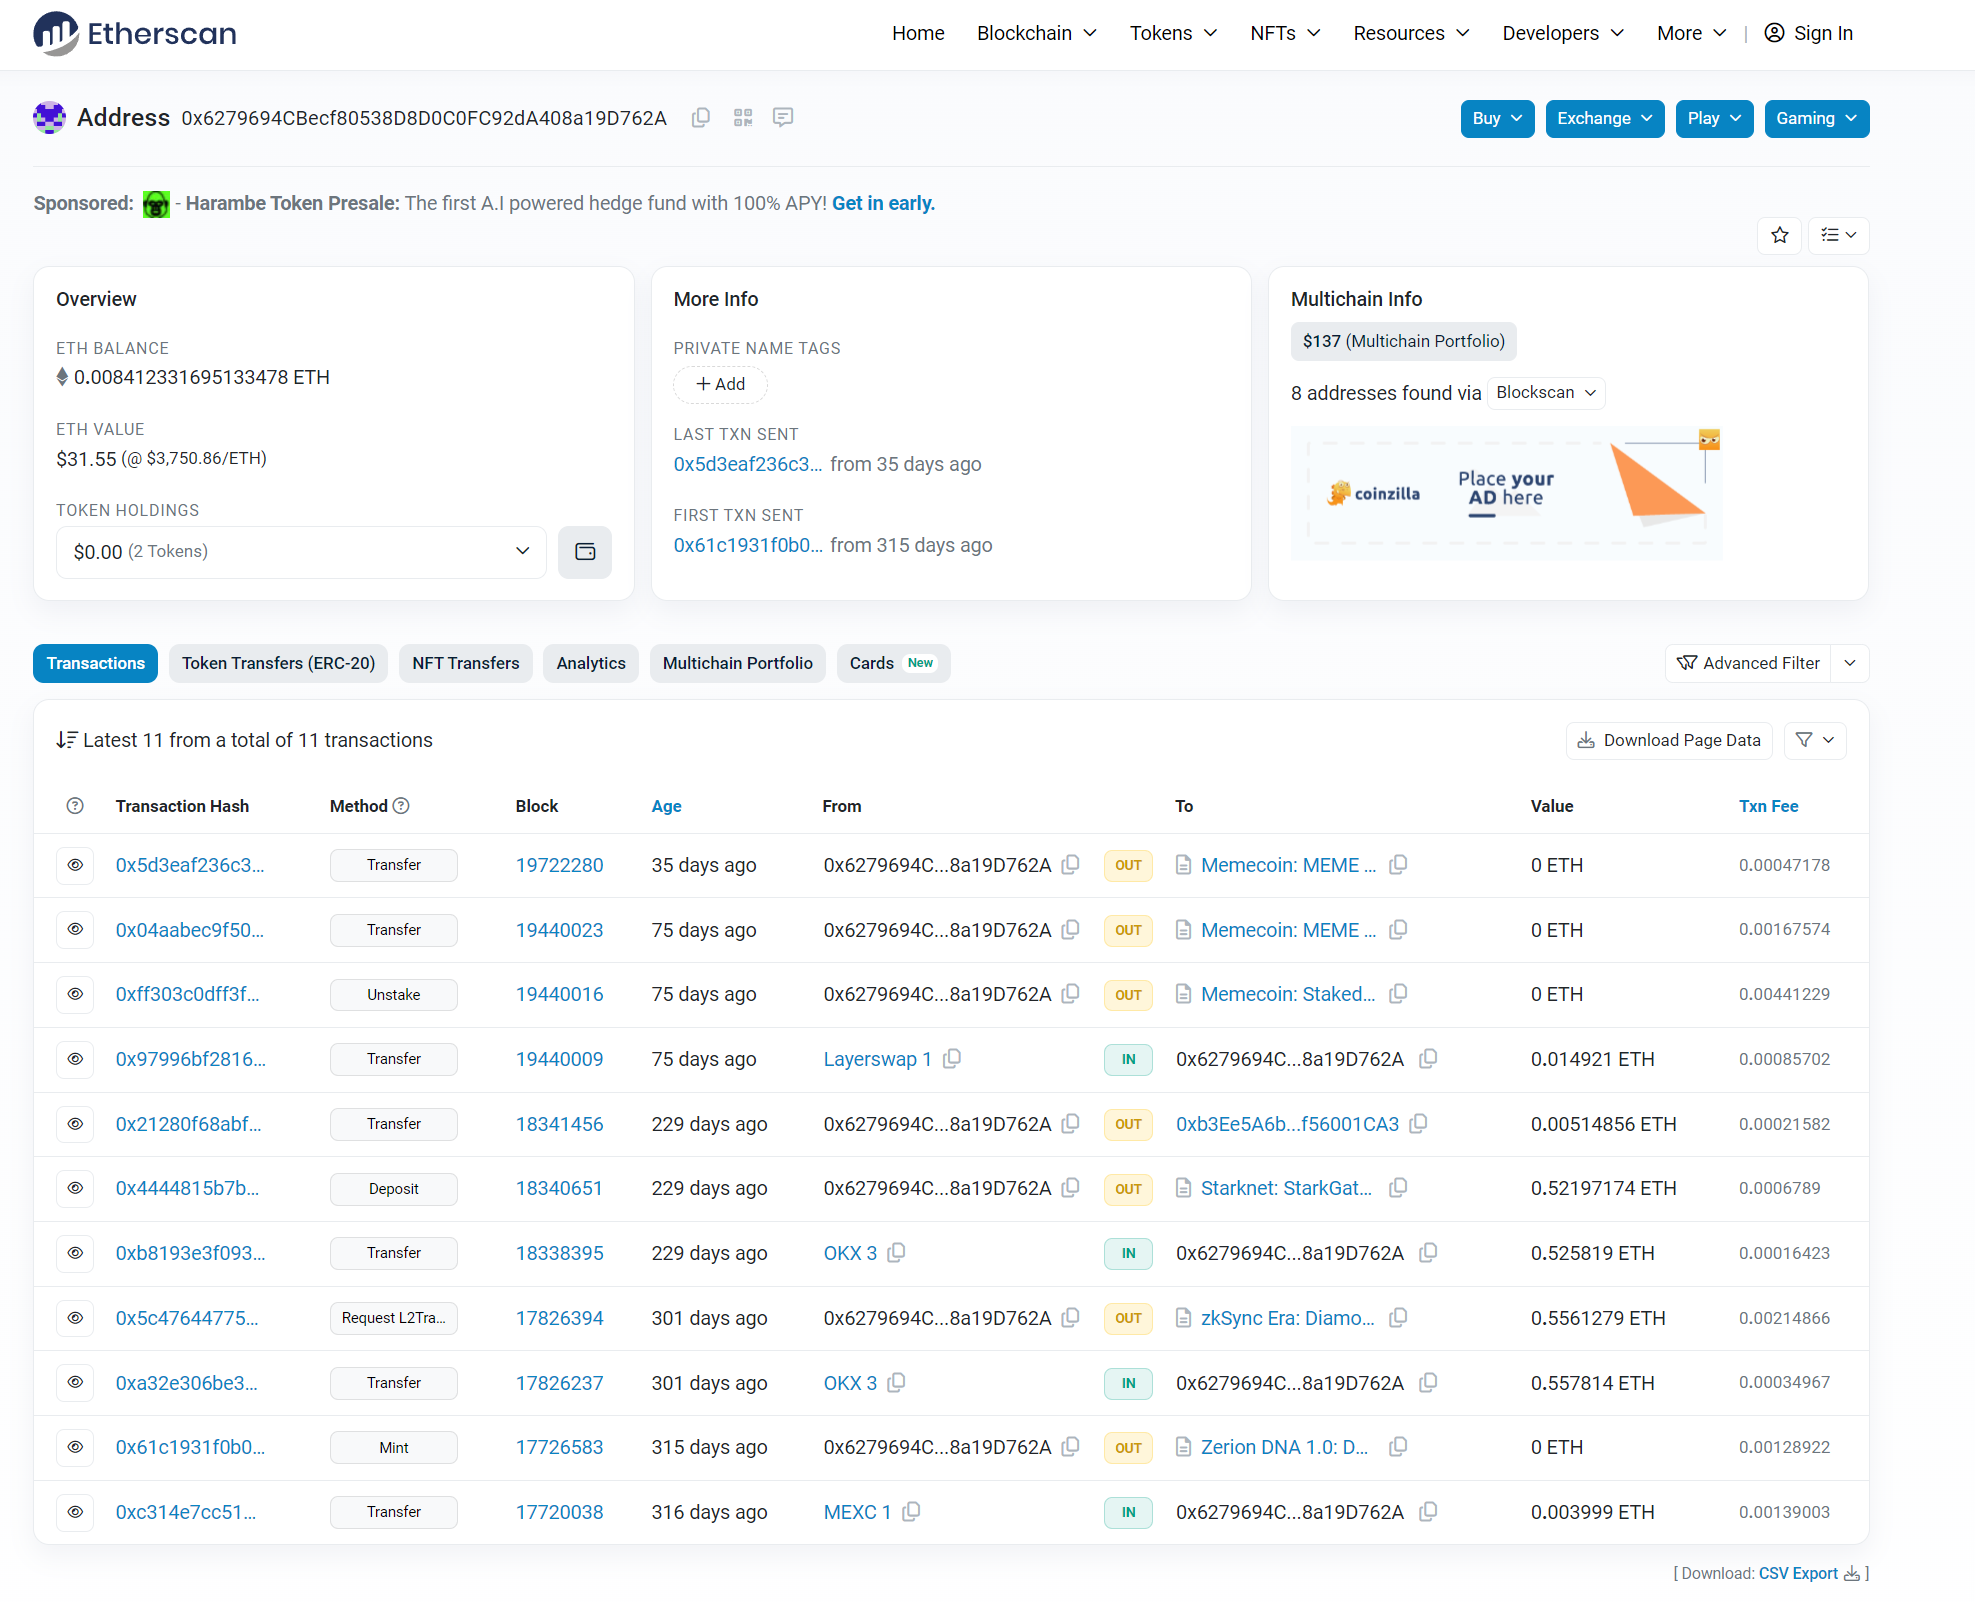 Etherscan
Home Blockchain Tokens NFTs Resources Developers More | Sign In
Address 0x6279694CBecf80538D8D0C0FC92dA408a19D762A
Buy Exchange Play Gaming
Sponsored: - Harambe Token Presale: The first A.I powered hedge fund with 100% APY! Get in early.
Overview
ETH BALANCE
0.008412331695133478 ETH
ETH VALUE
$31.55 (@ $3,750.86/ETH)
TOKEN HOLDINGS
$0.00 (2 Tokens)
More Info
PRIVATE NAME TAGS
+ Add
LAST TXN SENT
0x5d3eaf236c3... from 35 days ago
FIRST TXN SENT
0x61c1931f0b0... from 315 days ago
Multichain Info
$137 (Multichain Portfolio)
8 addresses found via Blockscan
coinzilla
Place your
AD here
Transactions Token Transfers (ERC-20) NFT Transfers Analytics Multichain Portfolio Cards New
Advanced Filter
Latest 11 from a total of 11 transactions
Download Page Data
Transaction Hash Method Block Age From To Value Txn Fee
0x5d3eaf236c3... Transfer 19722280 35 days ago 0x6279694C...8a19D762A OUT Memecoin: MEME ... 0 ETH 0.00047178
0x04aabec9f50... Transfer 19440023 75 days ago 0x6279694C...8a19D762A OUT Memecoin: MEME ... 0 ETH 0.00167574
0xff303c0dff3f... Unstake 19440016 75 days ago 0x6279694C...8a19D762A OUT Memecoin: Staked... 0 ETH 0.00441229
0x97996bf2816... Transfer 19440009 75 days ago Layerswap 1 IN 0x6279694C...8a19D762A 0.014921 ETH 0.00085702
0x21280f68abf... Transfer 18341456 229 days ago 0x6279694C...8a19D762A OUT 0xb3Ee5A6b...f56001CA3 0.00514856 ETH 0.00021582
0x4444815b7b... Deposit 18340651 229 days ago 0x6279694C...8a19D762A OUT Starknet: StarkGat... 0.52197174 ETH 0.0006789
0xb8193e3f093... Transfer 18338395 229 days ago OKX 3 IN 0x6279694C...8a19D762A 0.525819 ETH 0.00016423
0x5c47644775... Request L2Tra... 17826394 301 days ago 0x6279694C...8a19D762A OUT zkSync Era: Diamo... 0.5561279 ETH 0.00214866
0xa32e306be3... Transfer 17826237 301 days ago OKX 3 IN 0x6279694C...8a19D762A 0.557814 ETH 0.00034967
0x61c1931f0b0... Mint 17726583 315 days ago 0x6279694C...8a19D762A OUT Zerion DNA 1.0: D... 0 ETH 0.00128922
0xc314e7cc51... Transfer 17720038 316 days ago MEXC 1 IN 0x6279694C...8a19D762A 0.003999 ETH 0.00139003
[ Download: CSV Export ]